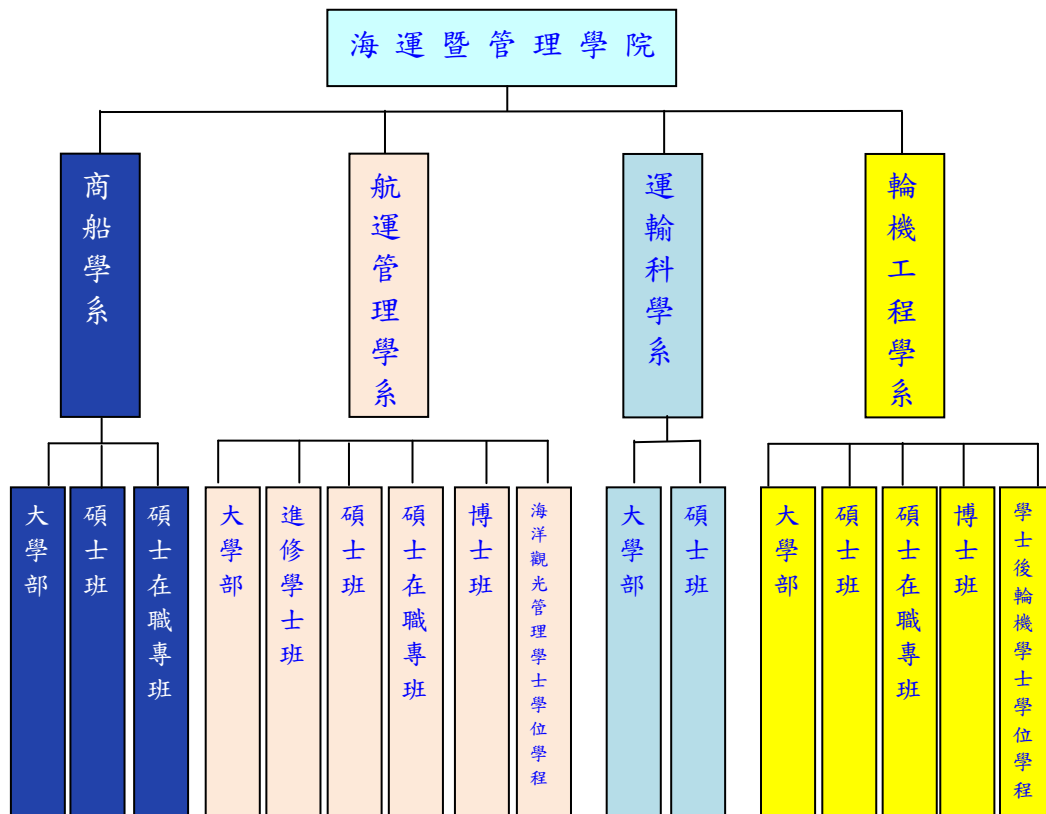 海運暨管理學院
商船學系
航運管理學系
運輸科學系
輪機工程學系
大學部
碩士班
碩士在職專班
大學部
進修學士班
碩士班
碩士在職專班
博士班
海洋觀光管理學士學位學程
大學部
碩士班
大學部
碩士班
碩士在職專班
博士班
學士後輪機學士學位學程